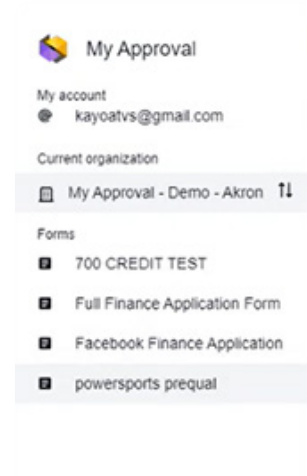 My Approval
My account
kayoatvs@gmail.com
Current organization
My Approval - Demo - Akron
Forms
700 CREDIT TEST
Full Finance Application Form
Facebook Finance Application
powersports prequal